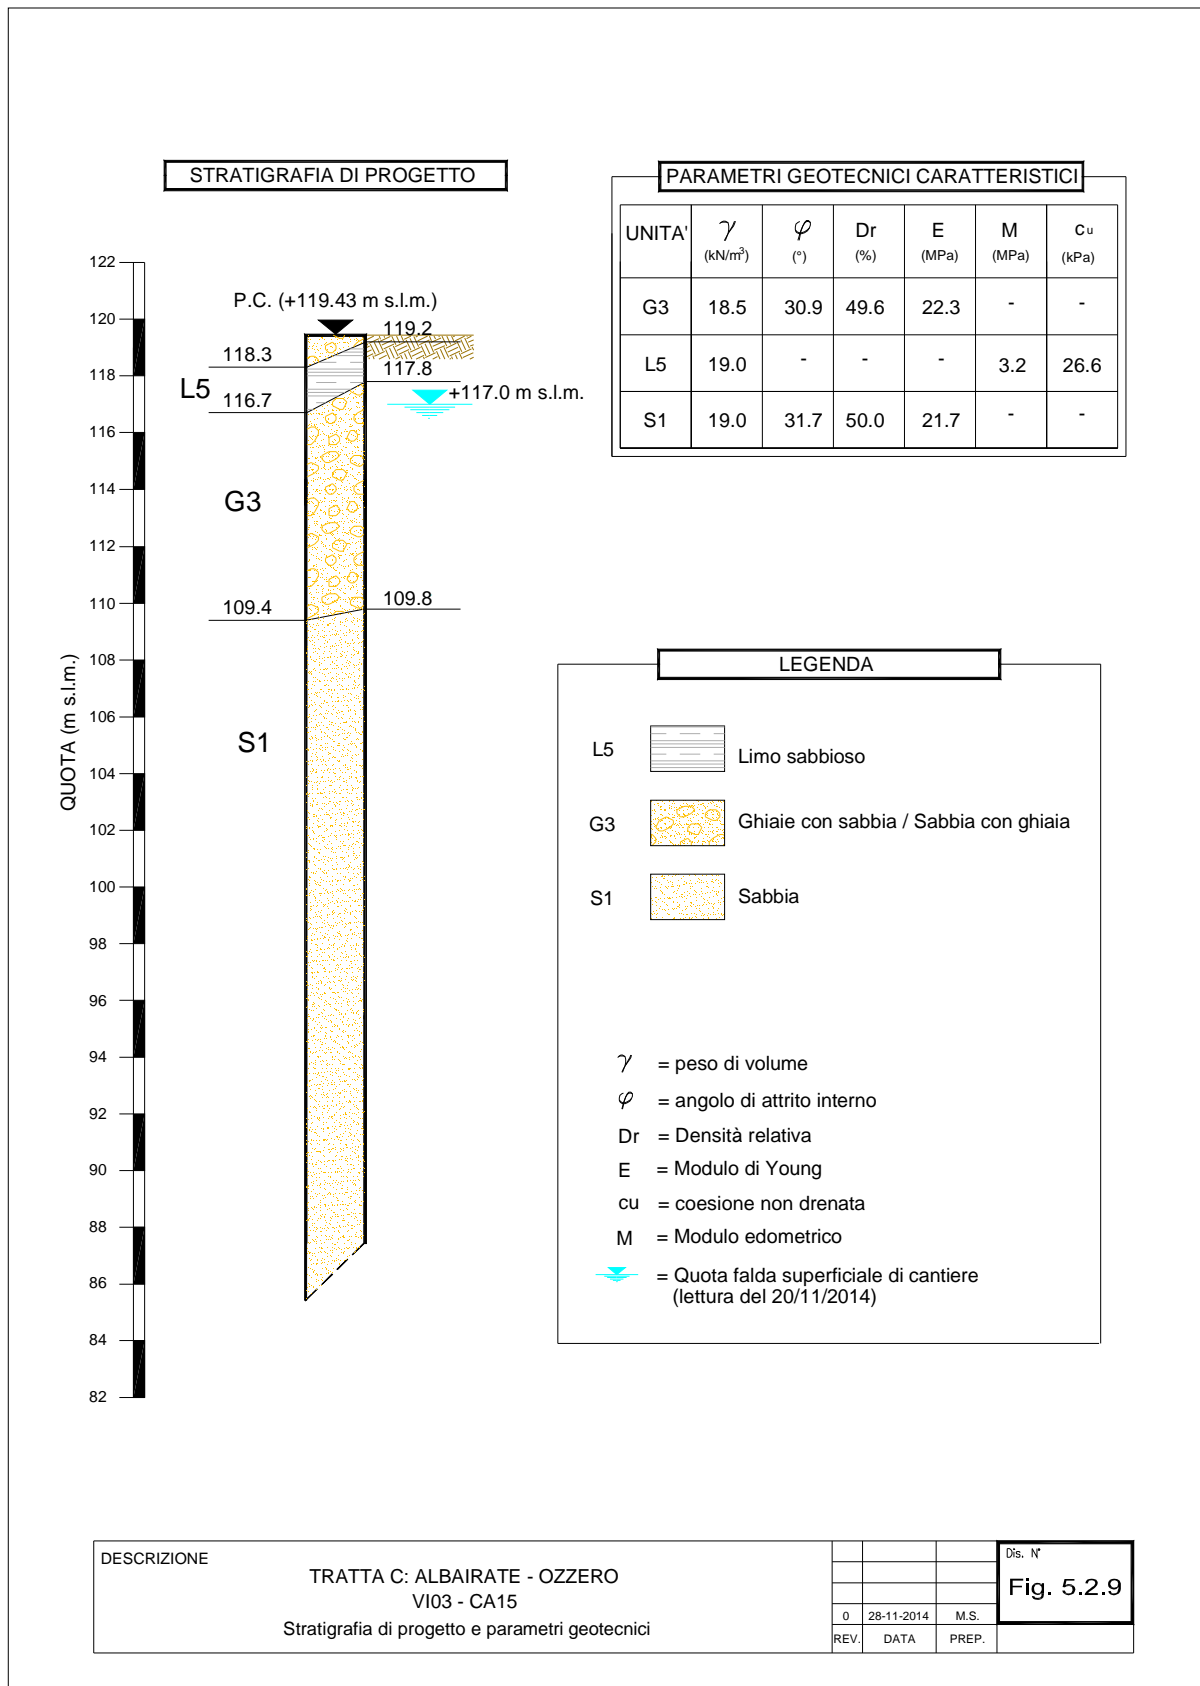 STRATIGRAFIA DI PROGETTO
PARAMETRI GEOTECNICI CARATTERISTICI
UNITA' γ (kN/m³) φ (°) Dr (%) E (MPa) M (MPa) cu (kPa)
G3 18.5 30.9 49.6 22.3 - -
L5 19.0 - - - 3.2 26.6
S1 19.0 31.7 50.0 21.7 - -
QUOTA (m s.l.m.)
122
120
118
116
114
112
110
108
106
104
102
100
98
96
94
92
90
88
86
84
82
P.C. (+119.43 m s.l.m.)
119.2
118.3
117.8
L5
116.7
+117.0 m s.l.m.
G3
109.4
109.8
S1
LEGENDA
L5 Limo sabbioso
G3 Ghiaie con sabbia / Sabbia con ghiaia
S1 Sabbia
γ = peso di volume
φ = angolo di attrito interno
Dr = Densità relativa
E = Modulo di Young
cu = coesione non drenata
M = Modulo edometrico
= Quota falda superficiale di cantiere
(lettura del 20/11/2014)
DESCRIZIONE
TRATTA C: ALBAIRATE - OZZERO
VI03 - CA15
Stratigrafia di progetto e parametri geotecnici
0 28-11-2014 M.S.
REV. DATA PREP.
Dis. N°
Fig. 5.2.9